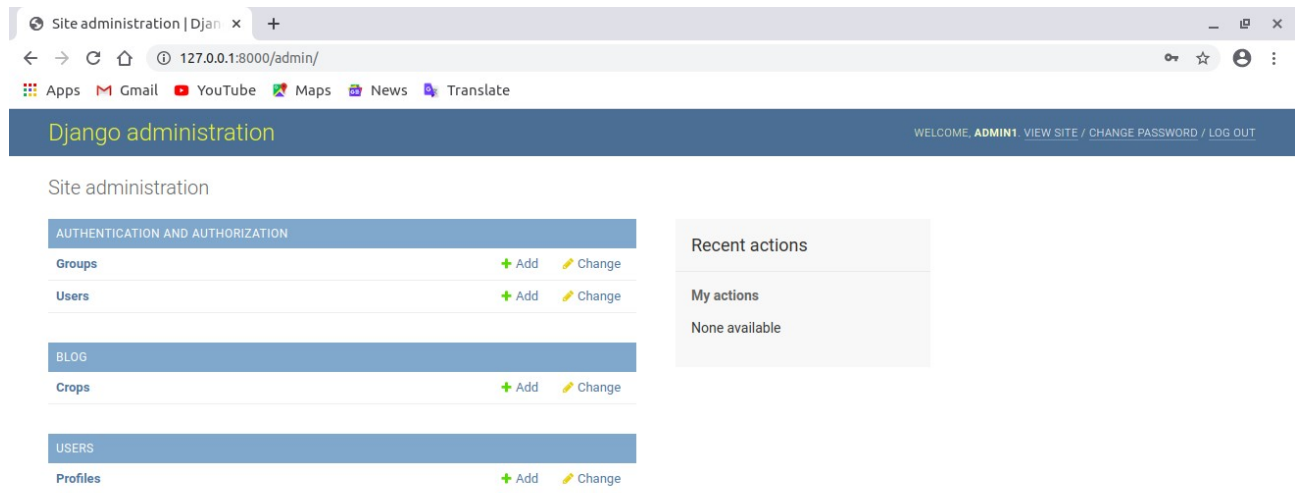 Site administration | Djan
127.0.0.1:8000/admin/
Apps Gmail YouTube Maps News Translate
Django administration
WELCOME, ADMIN1. VIEW SITE / CHANGE PASSWORD / LOG OUT
Site administration
AUTHENTICATION AND AUTHORIZATION
Groups Add Change
Users Add Change
BLOG
Crops Add Change
USERS
Profiles Add Change
Recent actions
My actions
None available